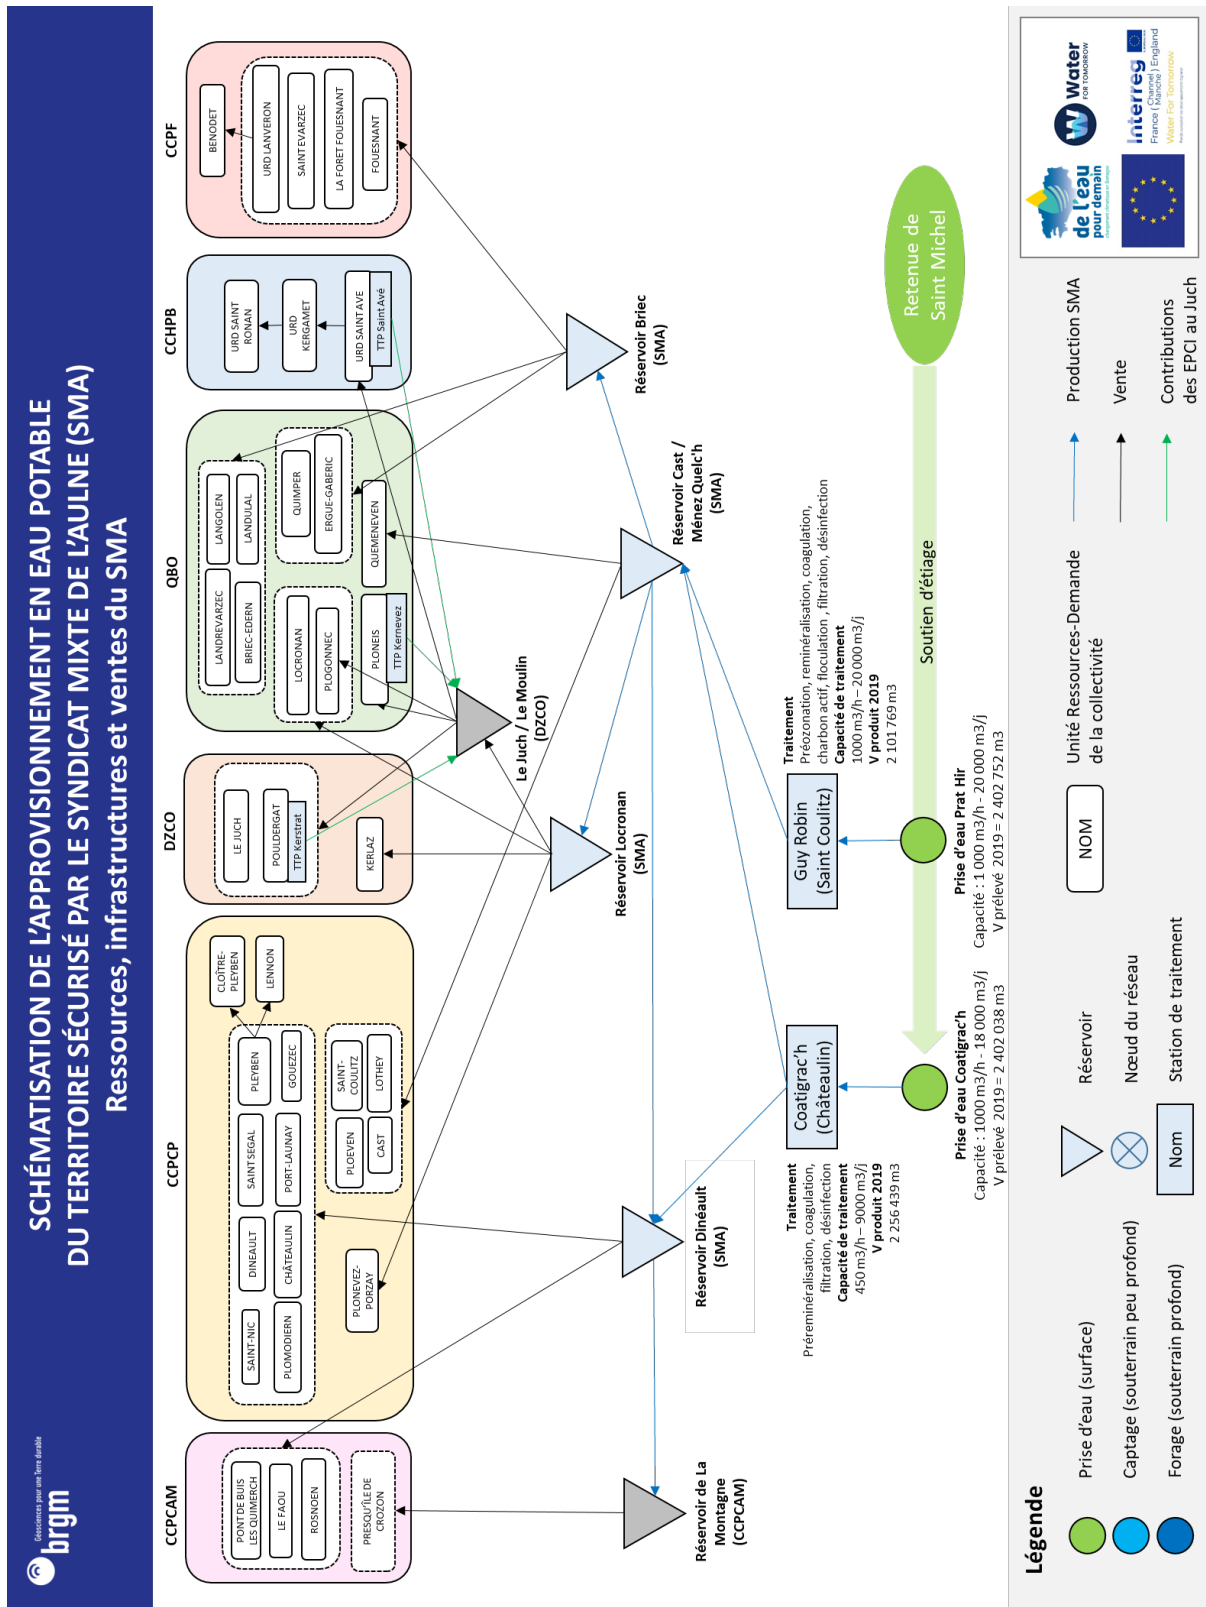 SCHÉMATISATION DE L'APPROVISIONNEMENT EN EAU POTABLE
DU TERRITOIRE SÉCURISÉ PAR LE SYNDICAT MIXTE DE L'AULNE (SMA)
Ressources, infrastructures et ventes du SMA
Géosciences pour une Terre durable
brgm
CCPCAM
PONT DE BUIS
LES QUIMERCH
LE FAOU
ROSNOEN
PRESQU'ÎLE DE
CROZON
CCPCP
SAINT-NIC
DINEAULT
SAINT SEGAL
PLEYBEN
PLOMODIERN
CHÂTEAULIN
PORT-LAUNAY
GOUEZEC
CLOÎTRE-
PLEYBEN
LENNON
PLONEVEZ-
PORZAY
PLOEVEN
SAINT-
COULITZ
CAST
LOTHEY
DZCO
LE JUCH
POULDERGAT
TTP Kerstrat
KERLAZ
QBO
LANDREVARZEC
LANGOLEN
BRIEC-EDERN
LANDULAL
LOCRONAN
PLOGONNEC
QUIMPER
ERGUE-GABERIC
PLONEIS
TTP Kernevez
QUEMENEVEN
CCHPB
URD SAINT
RONAN
URD
KERGAMET
URD SAINT AVE
TTP Saint Avé
CCPF
BENODET
URD LANVERON
SAINT EVARZEC
LA FORET FOUESNANT
FOUESNANT
Le Juch / Le Moulin
(DZCO)
Réservoir de La
Montagne
(CCPCAM)
Réservoir Dinéault
(SMA)
Réservoir Locronan
(SMA)
Réservoir Cast /
Ménez Quelc'h
(SMA)
Réservoir Briec
(SMA)
Traitement
Préreminéralisation, coagulation,
filtration, désinfection
Capacité de traitement
450 m3/h – 9000 m3/j
V produit 2019
2 256 439 m3
Coatigrac'h
(Châteaulin)
Guy Robin
(Saint Coulitz)
Traitement
Préozonation, reminéralisation, coagulation,
charbon actif, floculation , filtration, désinfection
Capacité de traitement
1000 m3/h – 20 000 m3/j
V produit 2019
2 101 769 m3
Soutien d'étiage
Retenue de
Saint Michel
Prise d'eau Coatigrac'h
Capacité : 1000 m3/h - 18 000 m3/j
V prélevé 2019 = 2 402 038 m3
Prise d'eau Prat Hir
Capacité : 1 000 m3/h - 20 000 m3/j
V prélevé 2019 = 2 402 752 m3
Légende
Prise d'eau (surface)
Captage (souterrain peu profond)
Forage (souterrain profond)
Réservoir
Nœud du réseau
Nom
Station de traitement
NOM
Unité Ressources-Demande
de la collectivité
Production SMA
Vente
Contributions
des EPCI au Juch
de l'eau
pour demain
Water
FOR TOMORROW
Interreg
France ( Channel ) England
( Manche )
Water For Tomorrow